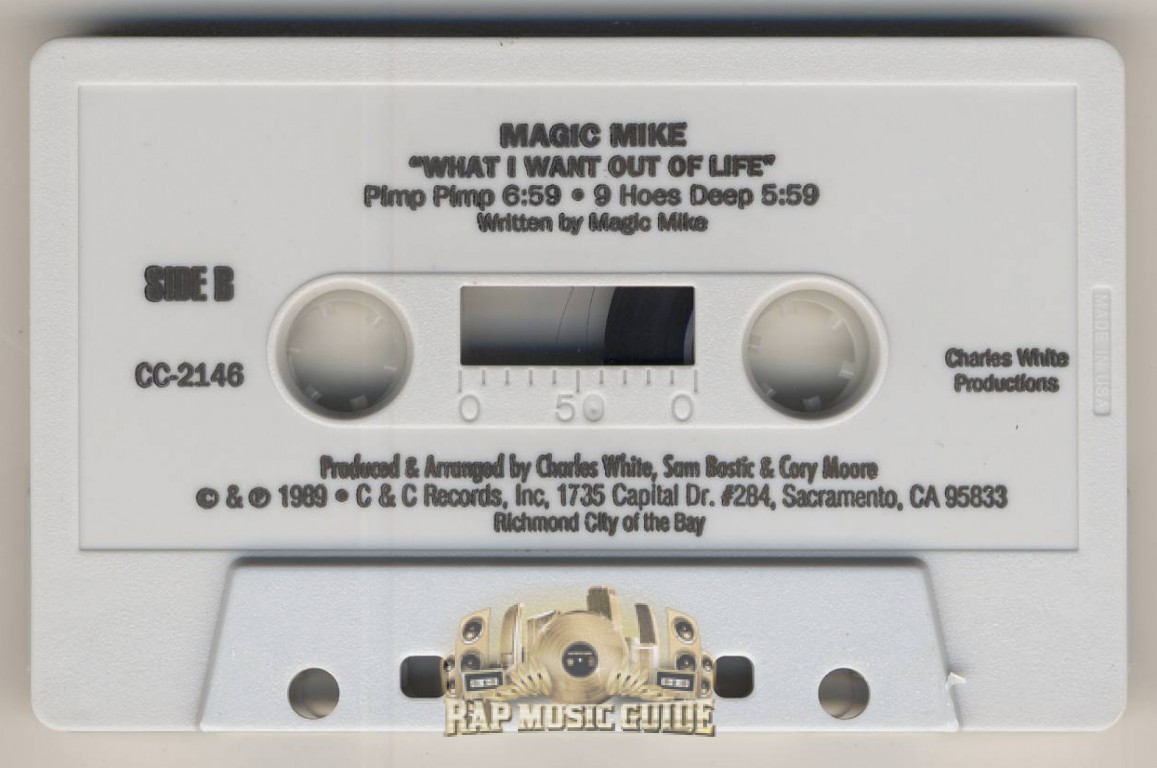 MAGIC MIKE
"WHAT I WANT OUT OF LIFE"
Pimp Pimp 6:59 • 9 Hoes Deep 5:59
Written by Magic Mike
SIDE B
CC-2146
0 50 0
Charles White
Productions
MADE IN USA
Produced & Arranged by Charles White, Sam Bostic & Cory Moore
© & ℗ 1989 • C & C Records, Inc, 1735 Capital Dr. #284, Sacramento, CA 95833
Richmond City of the Bay
RAP MUSIC GUIDE